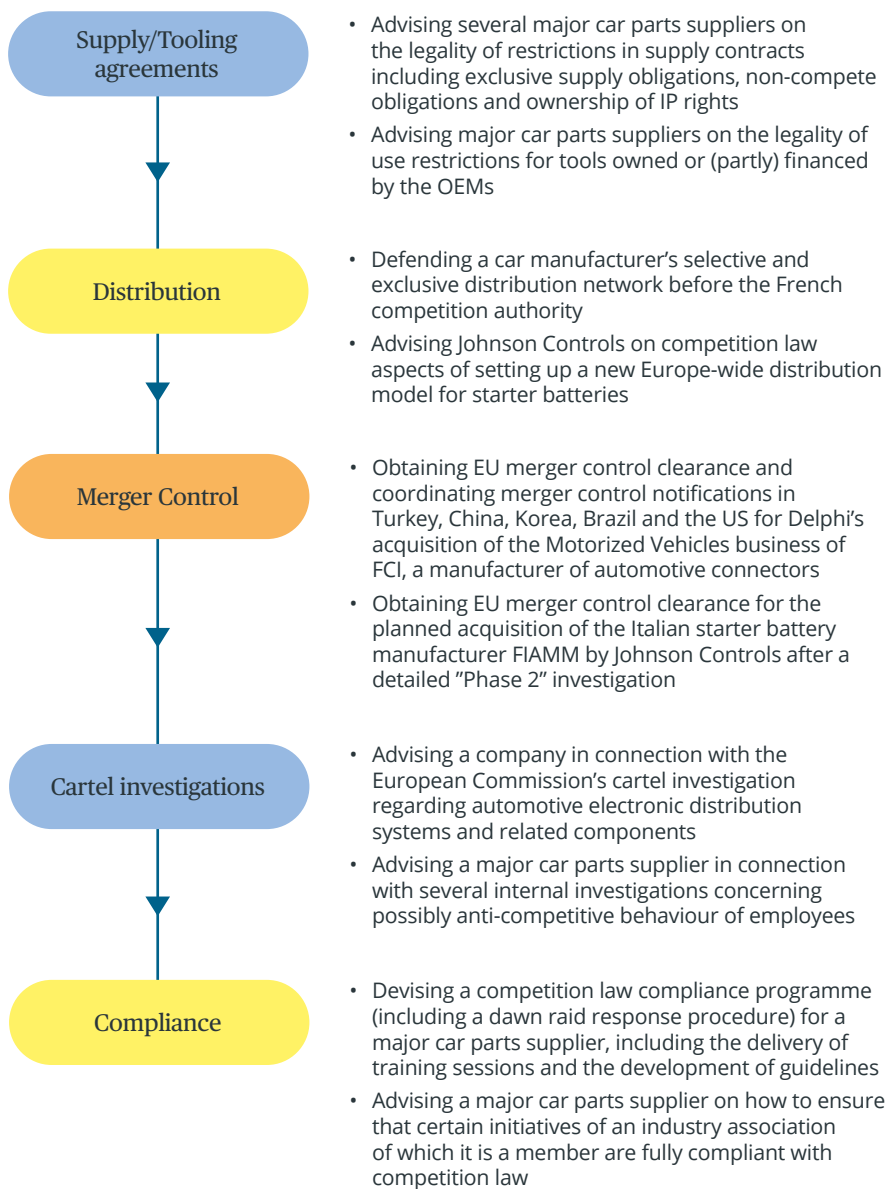 Supply/Tooling
agreements
• Advising several major car parts suppliers on
the legality of restrictions in supply contracts
including exclusive supply obligations, non-compete
obligations and ownership of IP rights
• Advising major car parts suppliers on the legality of
use restrictions for tools owned or (partly) financed
by the OEMs
Distribution
• Defending a car manufacturer’s selective and
exclusive distribution network before the French
competition authority
• Advising Johnson Controls on competition law
aspects of setting up a new Europe-wide distribution
model for starter batteries
Merger Control
• Obtaining EU merger control clearance and
coordinating merger control notifications in
Turkey, China, Korea, Brazil and the US for Delphi’s
acquisition of the Motorized Vehicles business of
FCI, a manufacturer of automotive connectors
• Obtaining EU merger control clearance for the
planned acquisition of the Italian starter battery
manufacturer FIAMM by Johnson Controls after a
detailed ”Phase 2” investigation
Cartel investigations
• Advising a company in connection with the
European Commission’s cartel investigation
regarding automotive electronic distribution
systems and related components
• Advising a major car parts supplier in connection
with several internal investigations concerning
possibly anti-competitive behaviour of employees
Compliance
• Devising a competition law compliance programme
(including a dawn raid response procedure) for a
major car parts supplier, including the delivery of
training sessions and the development of guidelines
• Advising a major car parts supplier on how to ensure
that certain initiatives of an industry association
of which it is a member are fully compliant with
competition law